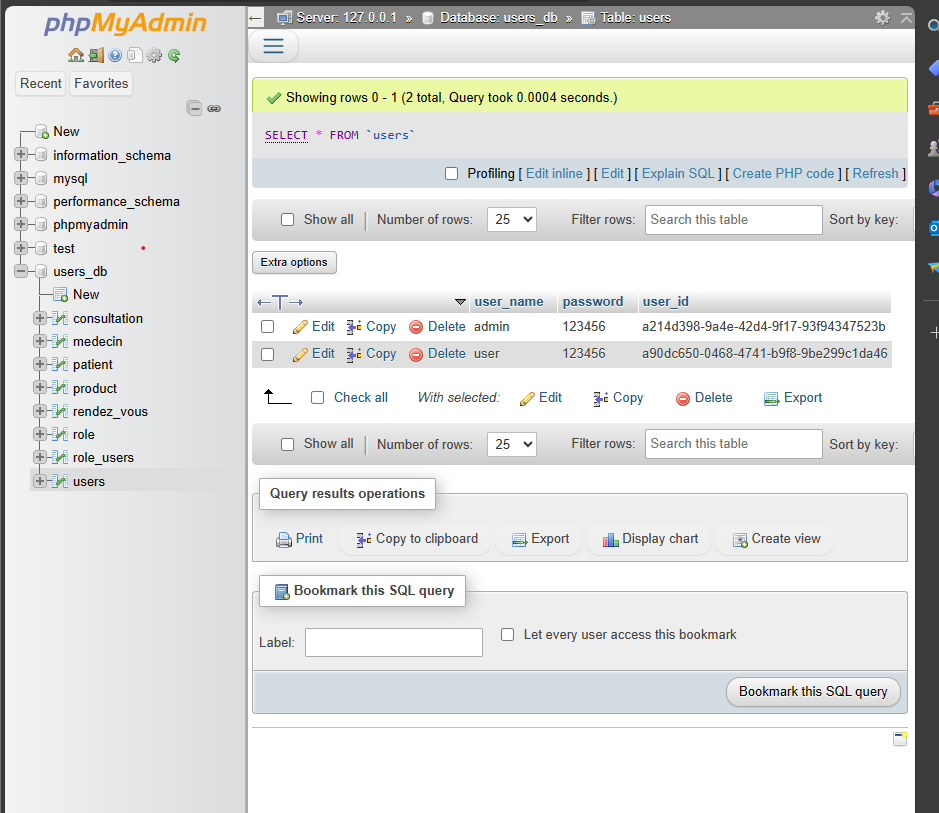 phpMyAdmin
Recent Favorites
New
information_schema
mysql
performance_schema
phpmyadmin
test
users_db
New
consultation
medecin
patient
product
rendez_vous
role
role_users
users
Server: 127.0.0.1 » Database: users_db » Table: users
Showing rows 0 - 1 (2 total, Query took 0.0004 seconds.)
SELECT * FROM `users`
Profiling [ Edit inline ] [ Edit ] [ Explain SQL ] [ Create PHP code ] [ Refresh ]
Show all Number of rows: 25 Filter rows: Search this table Sort by key:
Extra options
user_name password user_id
Edit Copy Delete admin 123456 a214d398-9a4e-42d4-9f17-93f94347523b
Edit Copy Delete user 123456 a90dc650-0468-4741-b9f8-9be299c1da46
Check all With selected: Edit Copy Delete Export
Show all Number of rows: 25 Filter rows: Search this table Sort by key:
Query results operations
Print Copy to clipboard Export Display chart Create view
Bookmark this SQL query
Label: Let every user access this bookmark
Bookmark this SQL query